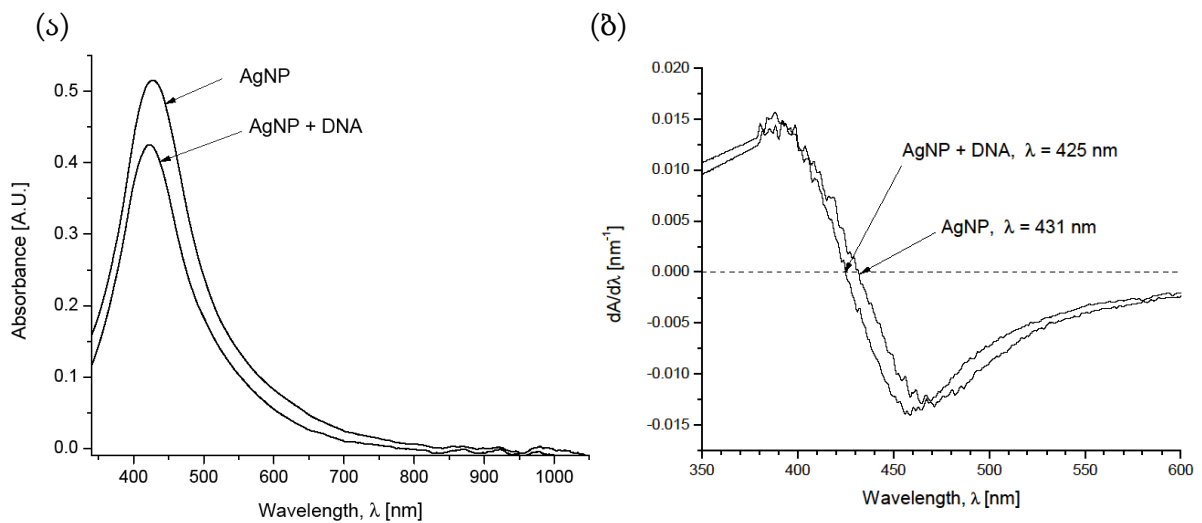 (ა)
(ბ)
AgNP
AgNP + DNA
Absorbance [A.U.]
0.5
0.4
0.3
0.2
0.1
0.0
400 500 600 700 800 900 1000
Wavelength, λ [nm]
0.020
0.015
0.010
0.005
0.000
-0.005
-0.010
-0.015
dA/dλ [nm⁻¹]
AgNP + DNA, λ = 425 nm
AgNP, λ = 431 nm
350 400 450 500 550 600
Wavelength, λ [nm]